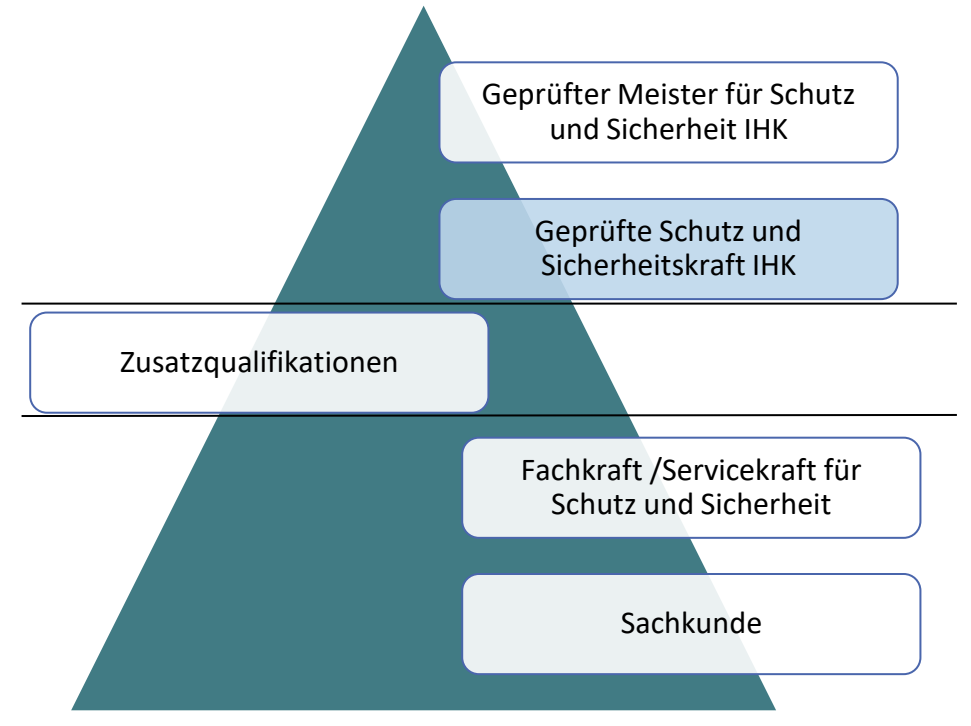 Geprüfter Meister für Schutz
und Sicherheit IHK
Geprüfte Schutz und
Sicherheitskraft IHK
Zusatzqualifikationen
Fachkraft /Servicekraft für
Schutz und Sicherheit
Sachkunde